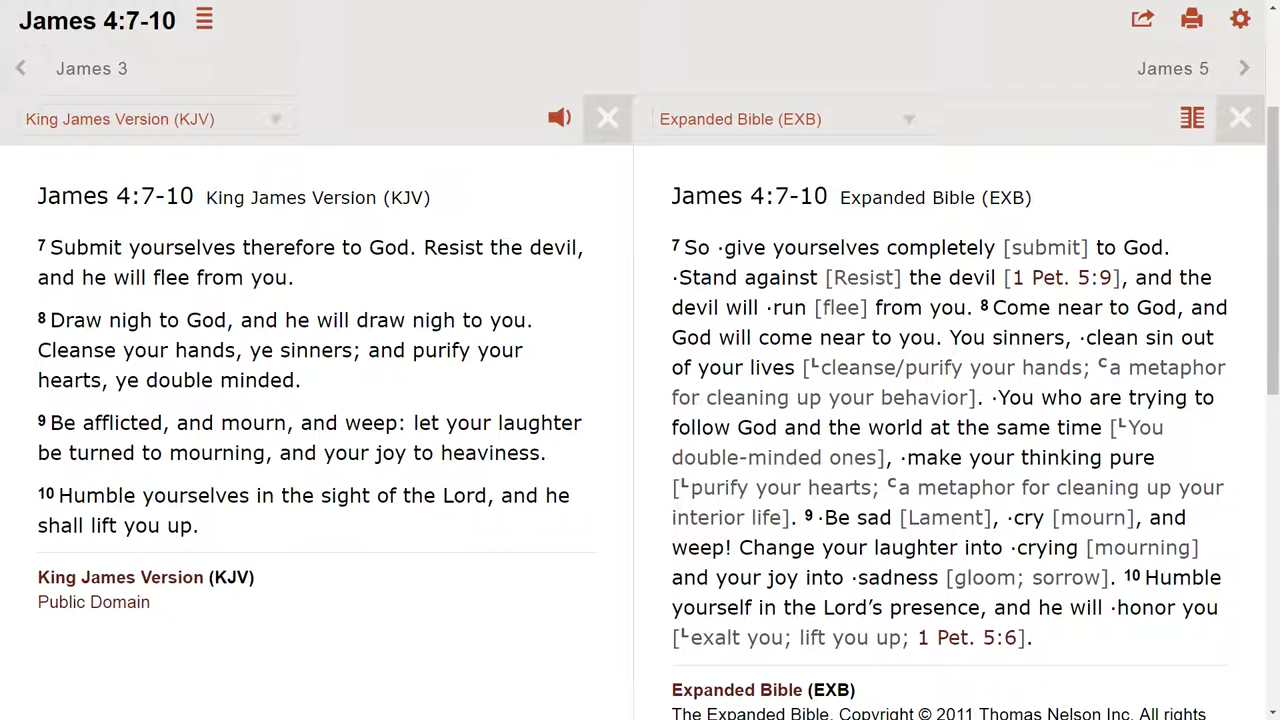 James 4:7-10
James 3
James 5
King James Version (KJV)
Expanded Bible (EXB)
James 4:7-10 King James Version (KJV)
7 Submit yourselves therefore to God. Resist the devil,
and he will flee from you.
8 Draw nigh to God, and he will draw nigh to you.
Cleanse your hands, ye sinners; and purify your
hearts, ye double minded.
9 Be afflicted, and mourn, and weep: let your laughter
be turned to mourning, and your joy to heaviness.
10 Humble yourselves in the sight of the Lord, and he
shall lift you up.
King James Version (KJV)
Public Domain
James 4:7-10 Expanded Bible (EXB)
7 So ·give yourselves completely [submit] to God.
·Stand against [Resist] the devil [1 Pet. 5:9], and the
devil will ·run [flee] from you. 8 Come near to God, and
God will come near to you. You sinners, ·clean sin out
of your lives [Lcleanse/purify your hands; Ca metaphor
for cleaning up your behavior]. ·You who are trying to
follow God and the world at the same time [LYou
double-minded ones], ·make your thinking pure
[Lpurify your hearts; Ca metaphor for cleaning up your
interior life]. 9 ·Be sad [Lament], ·cry [mourn], and
weep! Change your laughter into ·crying [mourning]
and your joy into ·sadness [gloom; sorrow]. 10 Humble
yourself in the Lord’s presence, and he will ·honor you
[Lexalt you; lift you up; 1 Pet. 5:6].
Expanded Bible (EXB)
The Expanded Bible, Copyright © 2011 Thomas Nelson Inc. All rights